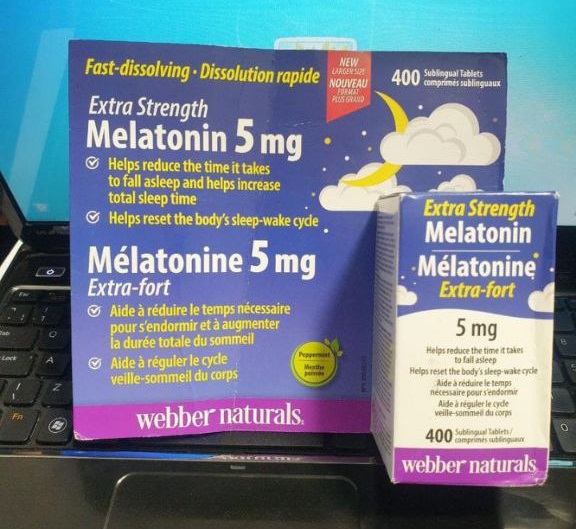 Fast-dissolving · Dissolution rapide
NEW
LARGER SIZE
NOUVEAU
FORMAT
PLUS GRAND
400 Sublingual Tablets
comprimés sublinguaux
Extra Strength
Melatonin 5 mg
Helps reduce the time it takes
to fall asleep and helps increase
total sleep time
Helps reset the body's sleep-wake cycle
Mélatonine 5 mg
Extra-fort
Aide à réduire le temps nécessaire
pour s'endormir et à augmenter
la durée totale du sommeil
Aide à réguler le cycle
veille-sommeil du corps
Peppermint
Menthe
poivrée
webber naturals
Extra Strength
Melatonin
Mélatonine
Extra-fort
5 mg
Helps reduce the time it takes
to fall asleep
Helps reset the body's sleep-wake cycle
Aide à réduire le temps
nécessaire pour s'endormir
Aide à réguler le cycle
veille-sommeil du corps
400 Sublingual Tablets/
comprimés sublinguaux
webber naturals
Esc
Tab
Lock
A
Z
Fn